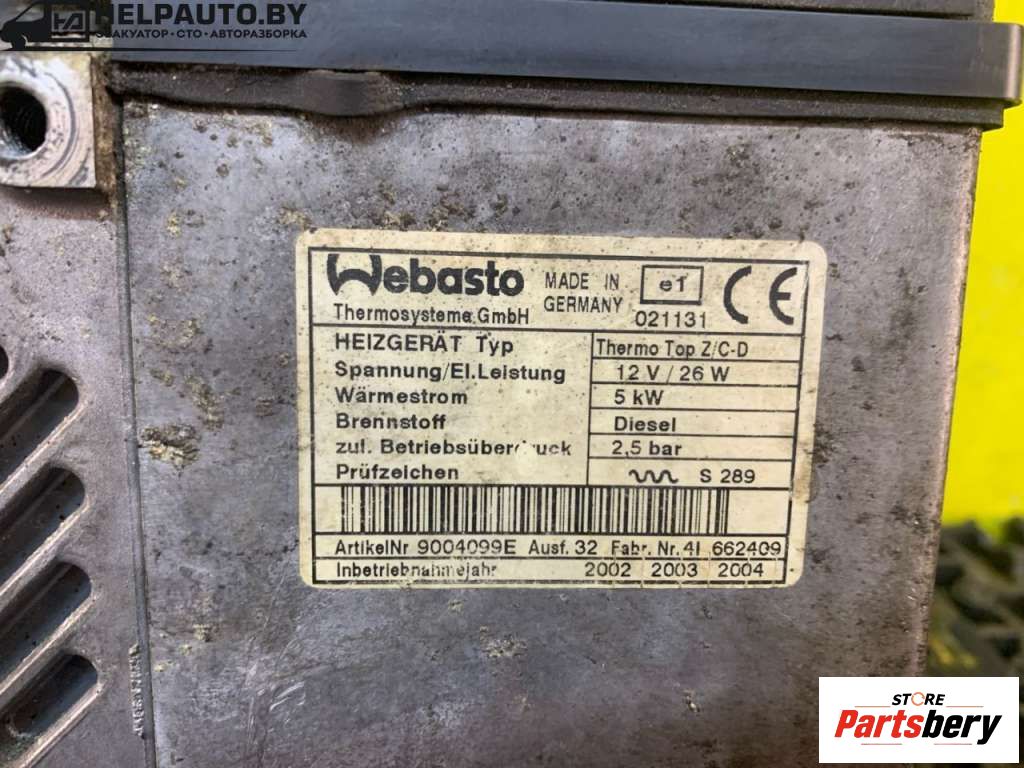 HELPAUTO.BY
ЭВАКУАТОР · СТО · АВТОРАЗБОРКА
Webasto
Thermosysteme GmbH
MADE IN
GERMANY
e1
021131
CE
HEIZGERÄT Typ Thermo Top Z/C-D
Spannung/El.Leistung 12 V / 26 W
Wärmestrom 5 kW
Brennstoff Diesel
zul. Betriebsüberdruck 2,5 bar
Prüfzeichen S 289
ArtikelNr 9004099E Ausf. 32 Fabr. Nr. 4I 662409
Inbetriebnahmejahr 2002 2003 2004
STORE
Partsbery